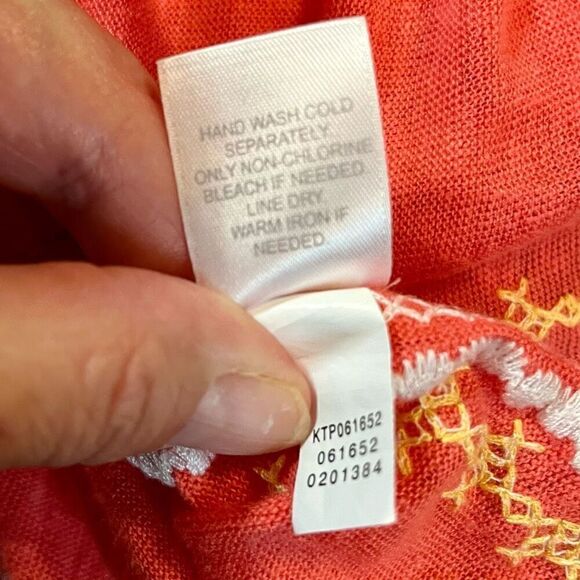 HAND WASH COLD
SEPARATELY
ONLY NON-CHLORINE
BLEACH IF NEEDED
LINE DRY
WARM IRON IF
NEEDED
KTP061652
061652
0201384